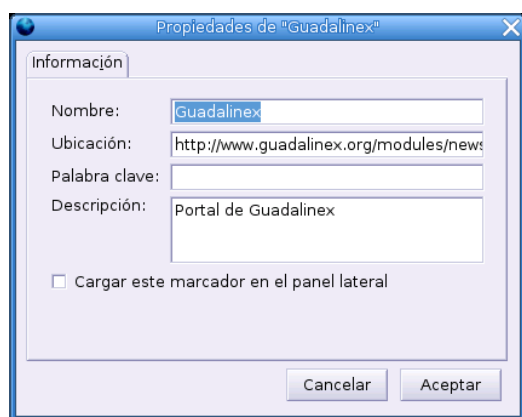 Propiedades de "Guadalinex"
Información
Nombre: Guadalinex
Ubicación: http://www.guadalinex.org/modules/news
Palabra clave:
Descripción: Portal de Guadalinex
Cargar este marcador en el panel lateral
Cancelar Aceptar